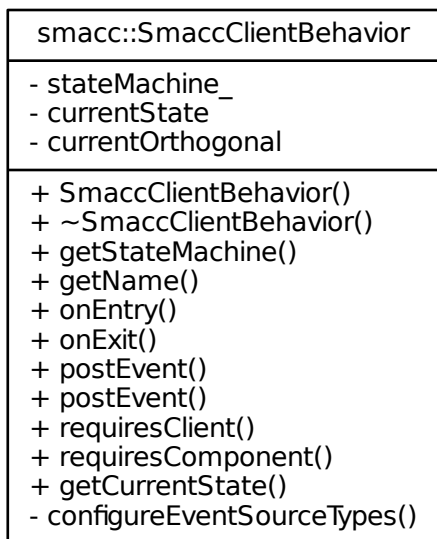 smacc::SmaccClientBehavior
- stateMachine_
- currentState
- currentOrthogonal
+ SmaccClientBehavior()
+ ~SmaccClientBehavior()
+ getStateMachine()
+ getName()
+ onEntry()
+ onExit()
+ postEvent()
+ postEvent()
+ requiresClient()
+ requiresComponent()
+ getCurrentState()
- configureEventSourceTypes()